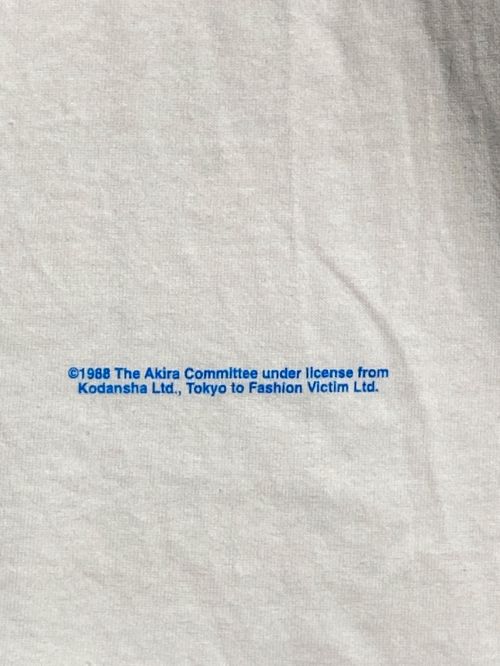 ©1988 The Akira Committee under license from
Kodansha Ltd., Tokyo to Fashion Victim Ltd.